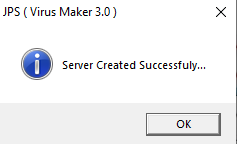 JPS ( Virus Maker 3.0 )
Server Created Successfuly...
OK